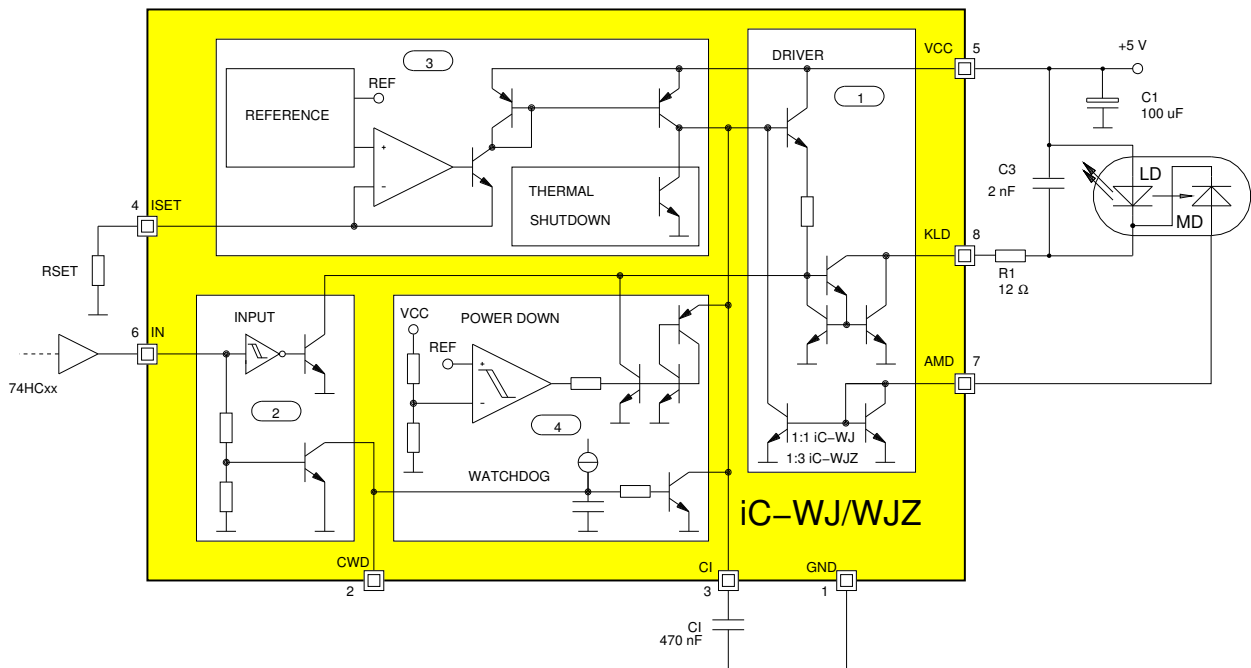 VCC
5
+5 V
DRIVER
3
1
REF
REFERENCE
C1
100 uF
+
−
C3
2 nF
LD
MD
THERMAL
SHUTDOWN
4
ISET
KLD
8
RSET
R1
12 Ω
INPUT
VCC
POWER DOWN
6
IN
REF
+
−
AMD
7
74HCxx
2
4
1:1 iC−WJ
1:3 iC−WJZ
WATCHDOG
iC−WJ/WJZ
CWD
2
CI
3
GND
1
CI
470 nF